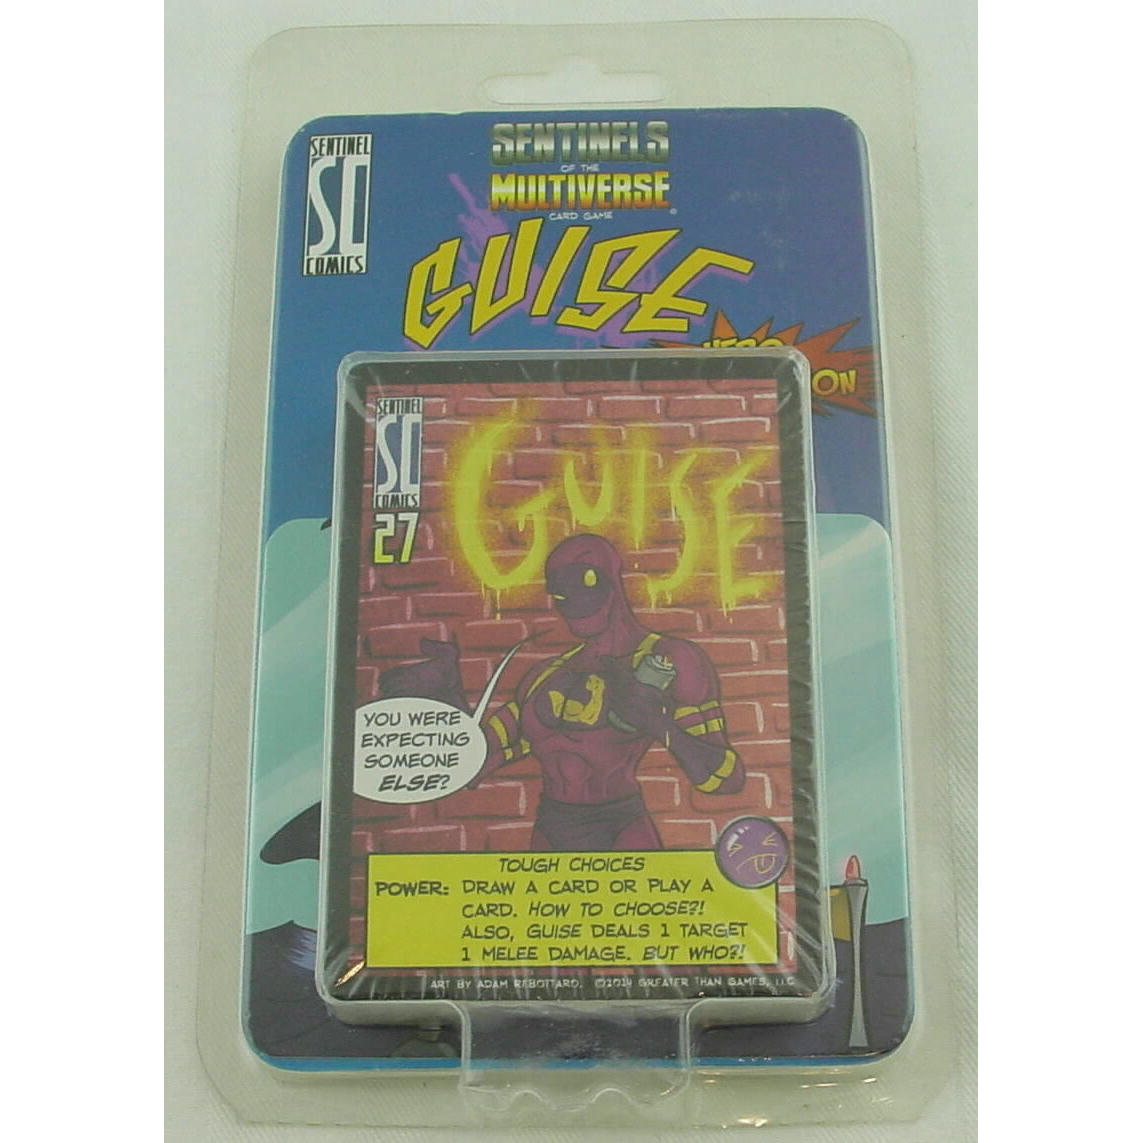 SENTINEL
SC
COMICS
SENTINELS
OF THE
MULTIVERSE®
CARD GAME
GUISE
SENTINEL
SC
COMICS
27
GUISE
YOU WERE
EXPECTING
SOMEONE
ELSE?
TOUGH CHOICES
POWER: DRAW A CARD OR PLAY A
CARD. HOW TO CHOOSE?!
ALSO, GUISE DEALS 1 TARGET
1 MELEE DAMAGE. BUT WHO?!
ART BY ADAM REBOTTARO. ©2014 GREATER THAN GAMES, LLC